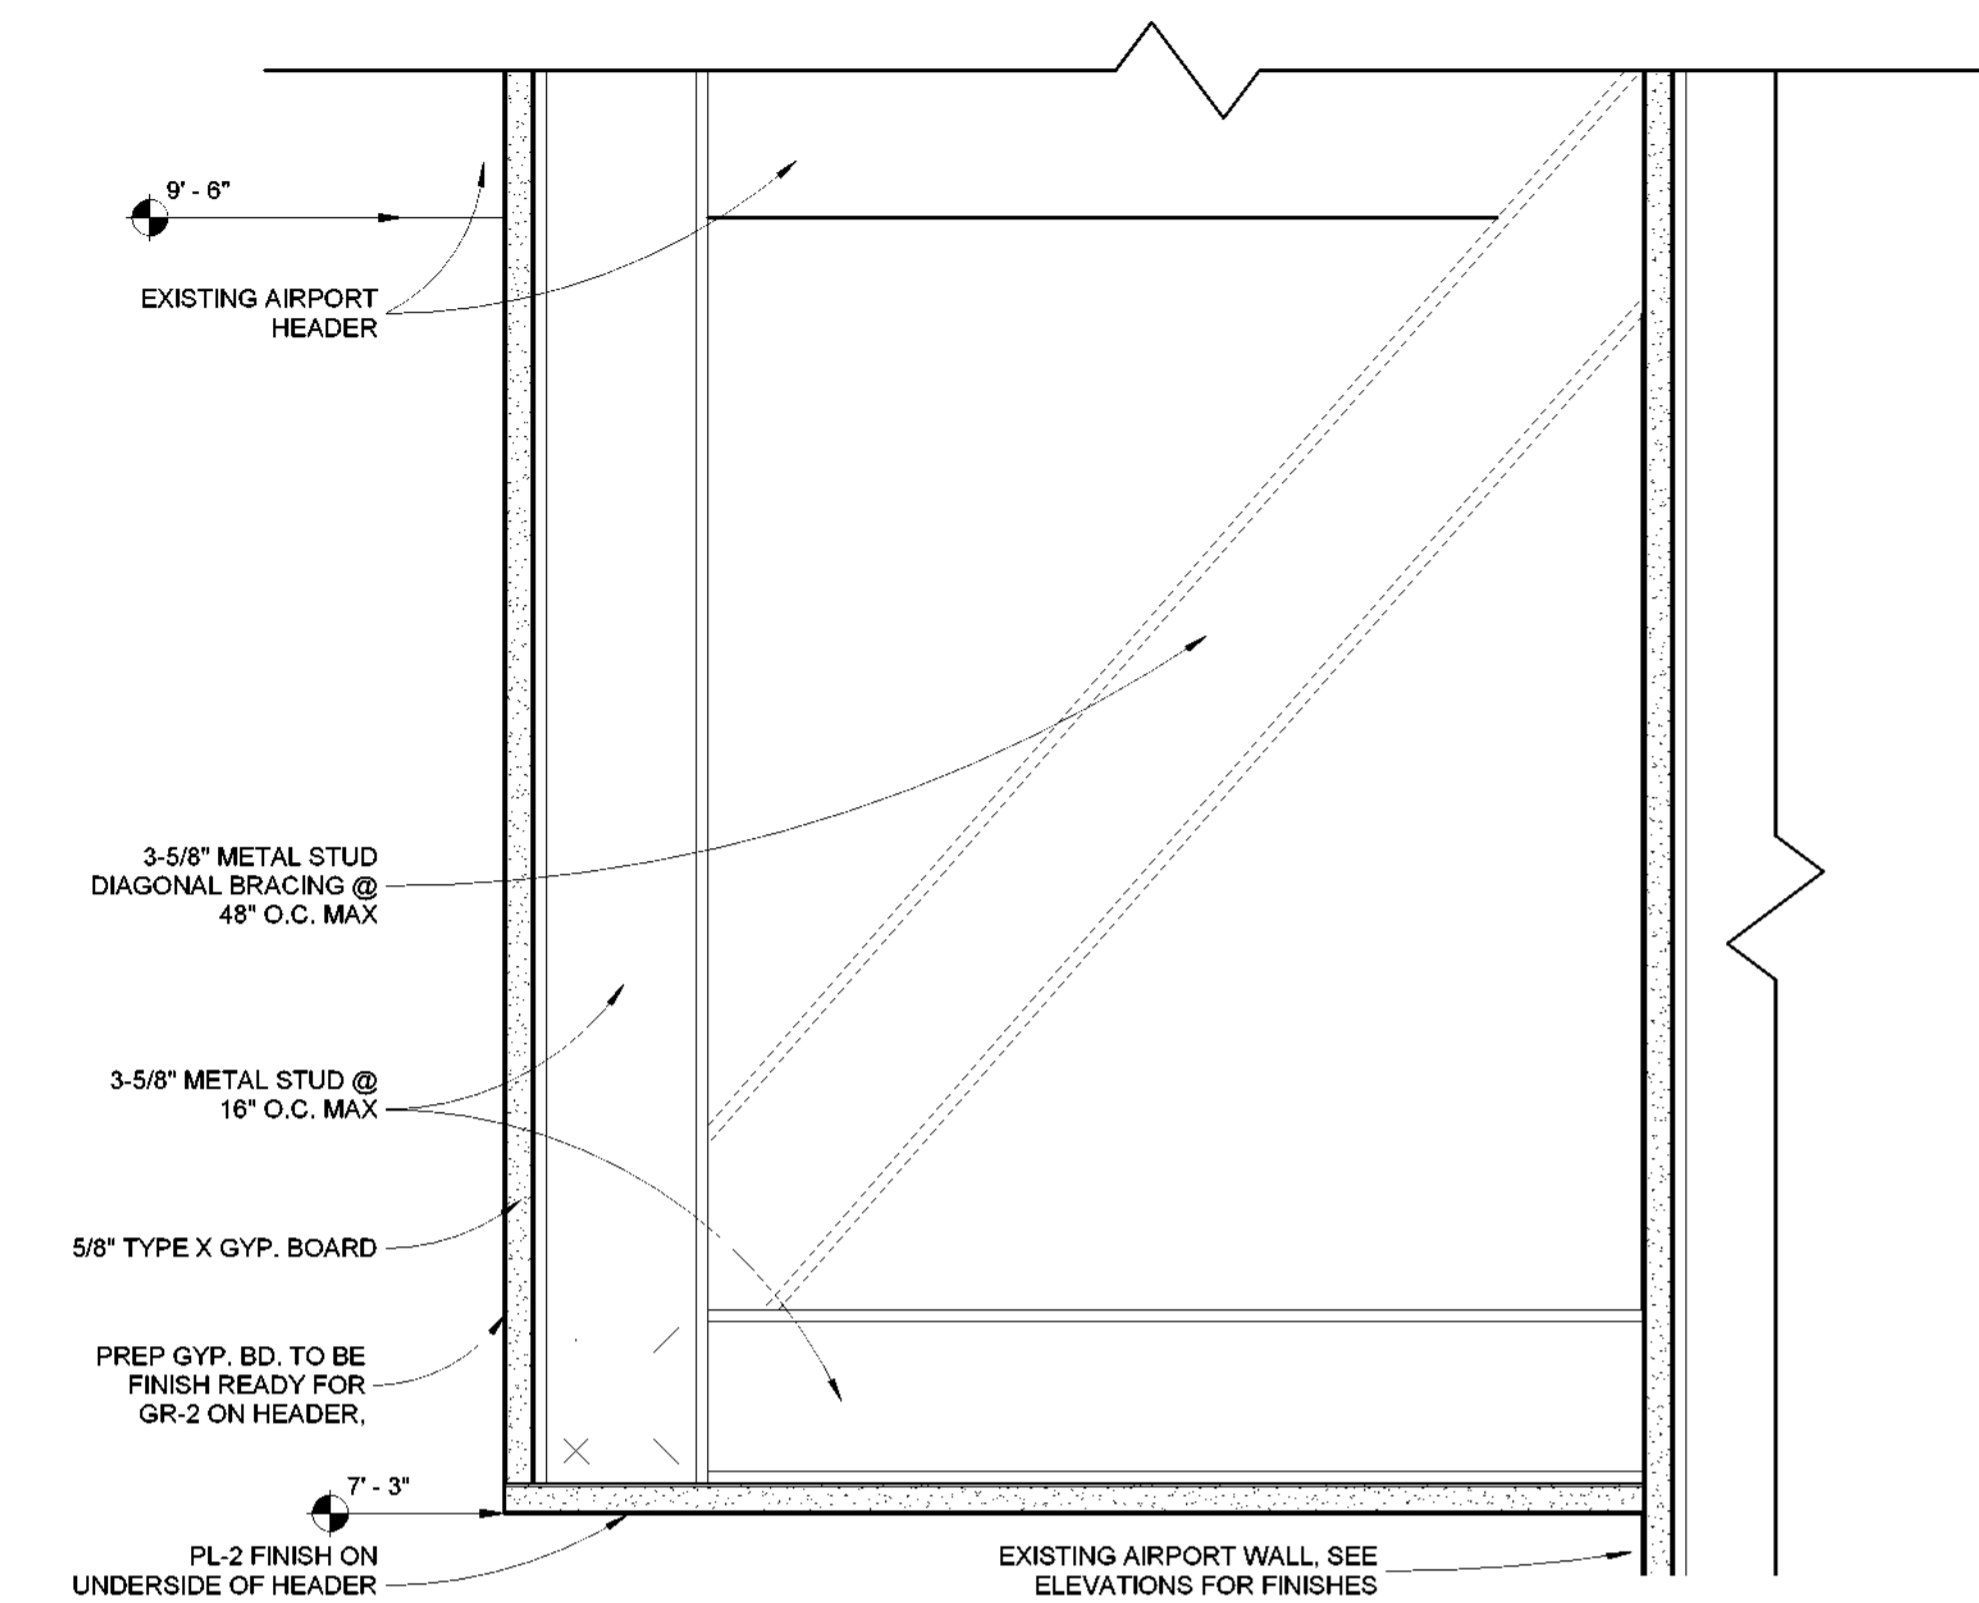 9' - 6"
EXISTING AIRPORT
HEADER
3-5/8" METAL STUD
DIAGONAL BRACING @
48" O.C. MAX
3-5/8" METAL STUD @
16" O.C. MAX
5/8" TYPE X GYP. BOARD
PREP GYP. BD. TO BE
FINISH READY FOR
GR-2 ON HEADER,
7' - 3"
PL-2 FINISH ON
UNDERSIDE OF HEADER
EXISTING AIRPORT WALL, SEE
ELEVATIONS FOR FINISHES